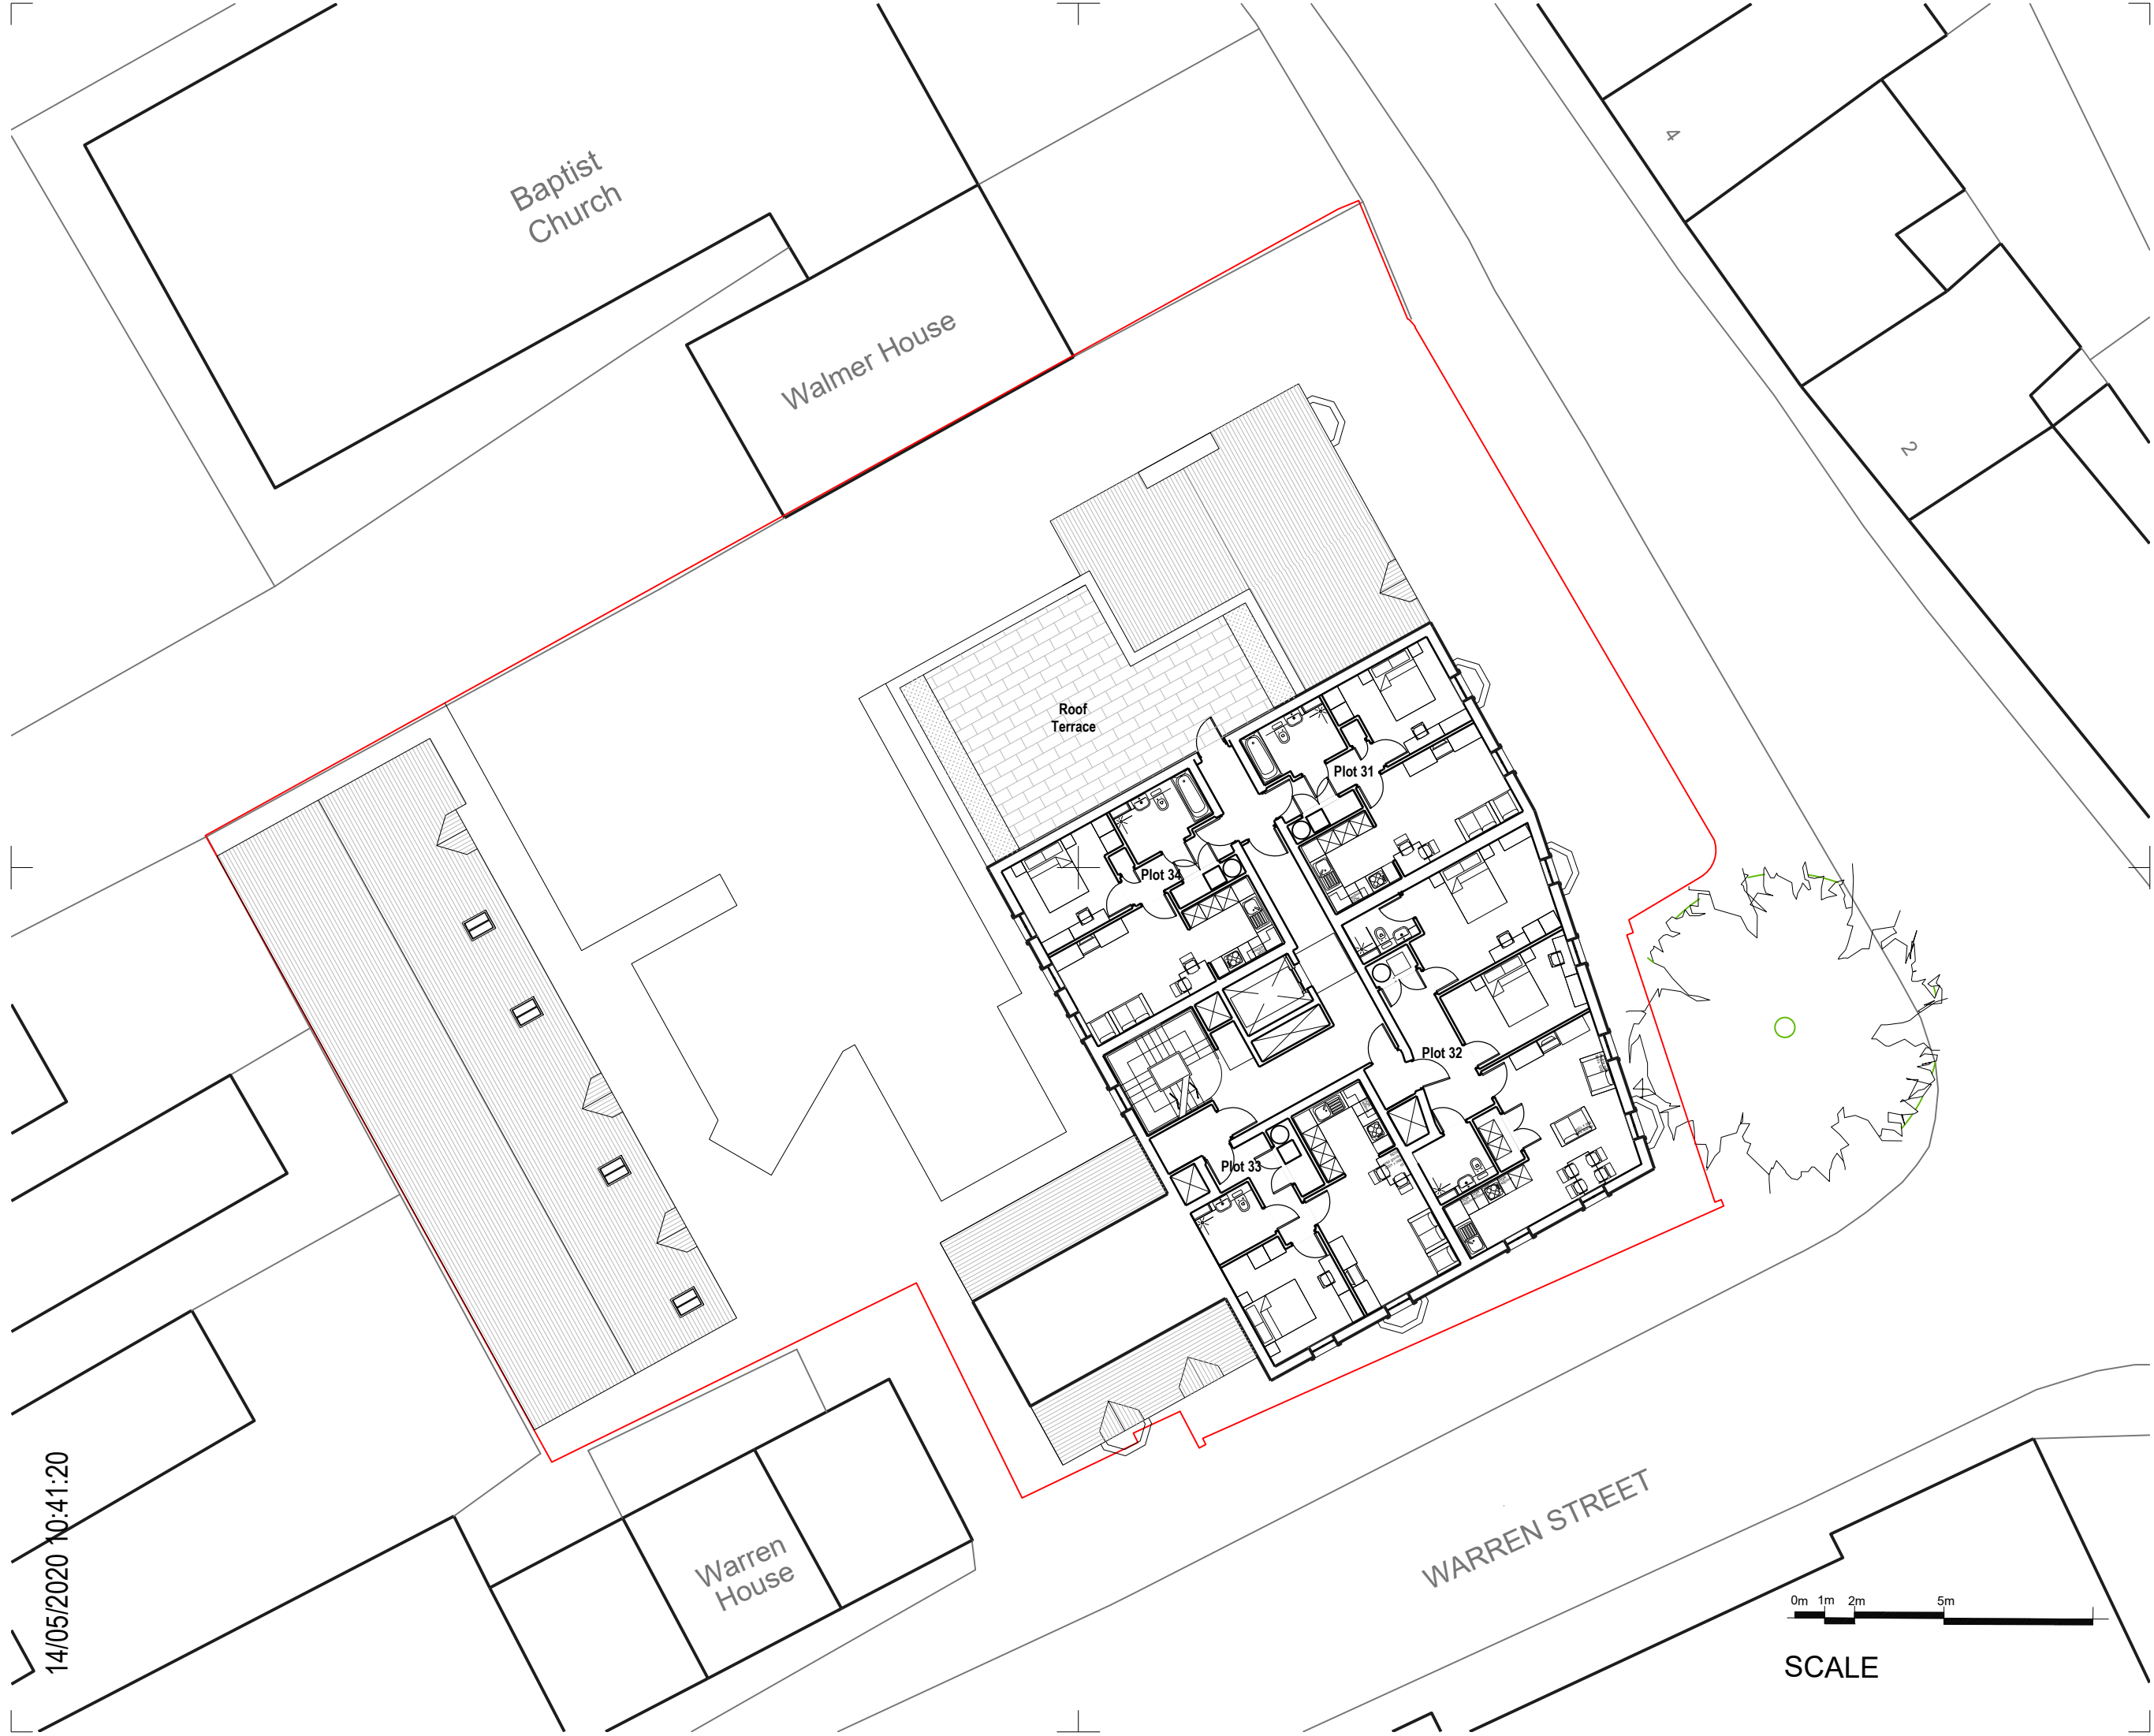 Baptist
Church
Walmer House
4
2
Roof
Terrace
Plot 31
Plot 34
Plot 32
Plot 33
Warren
House
WARREN STREET
0m 1m 2m 5m
SCALE
14/05/2020 10:41:20